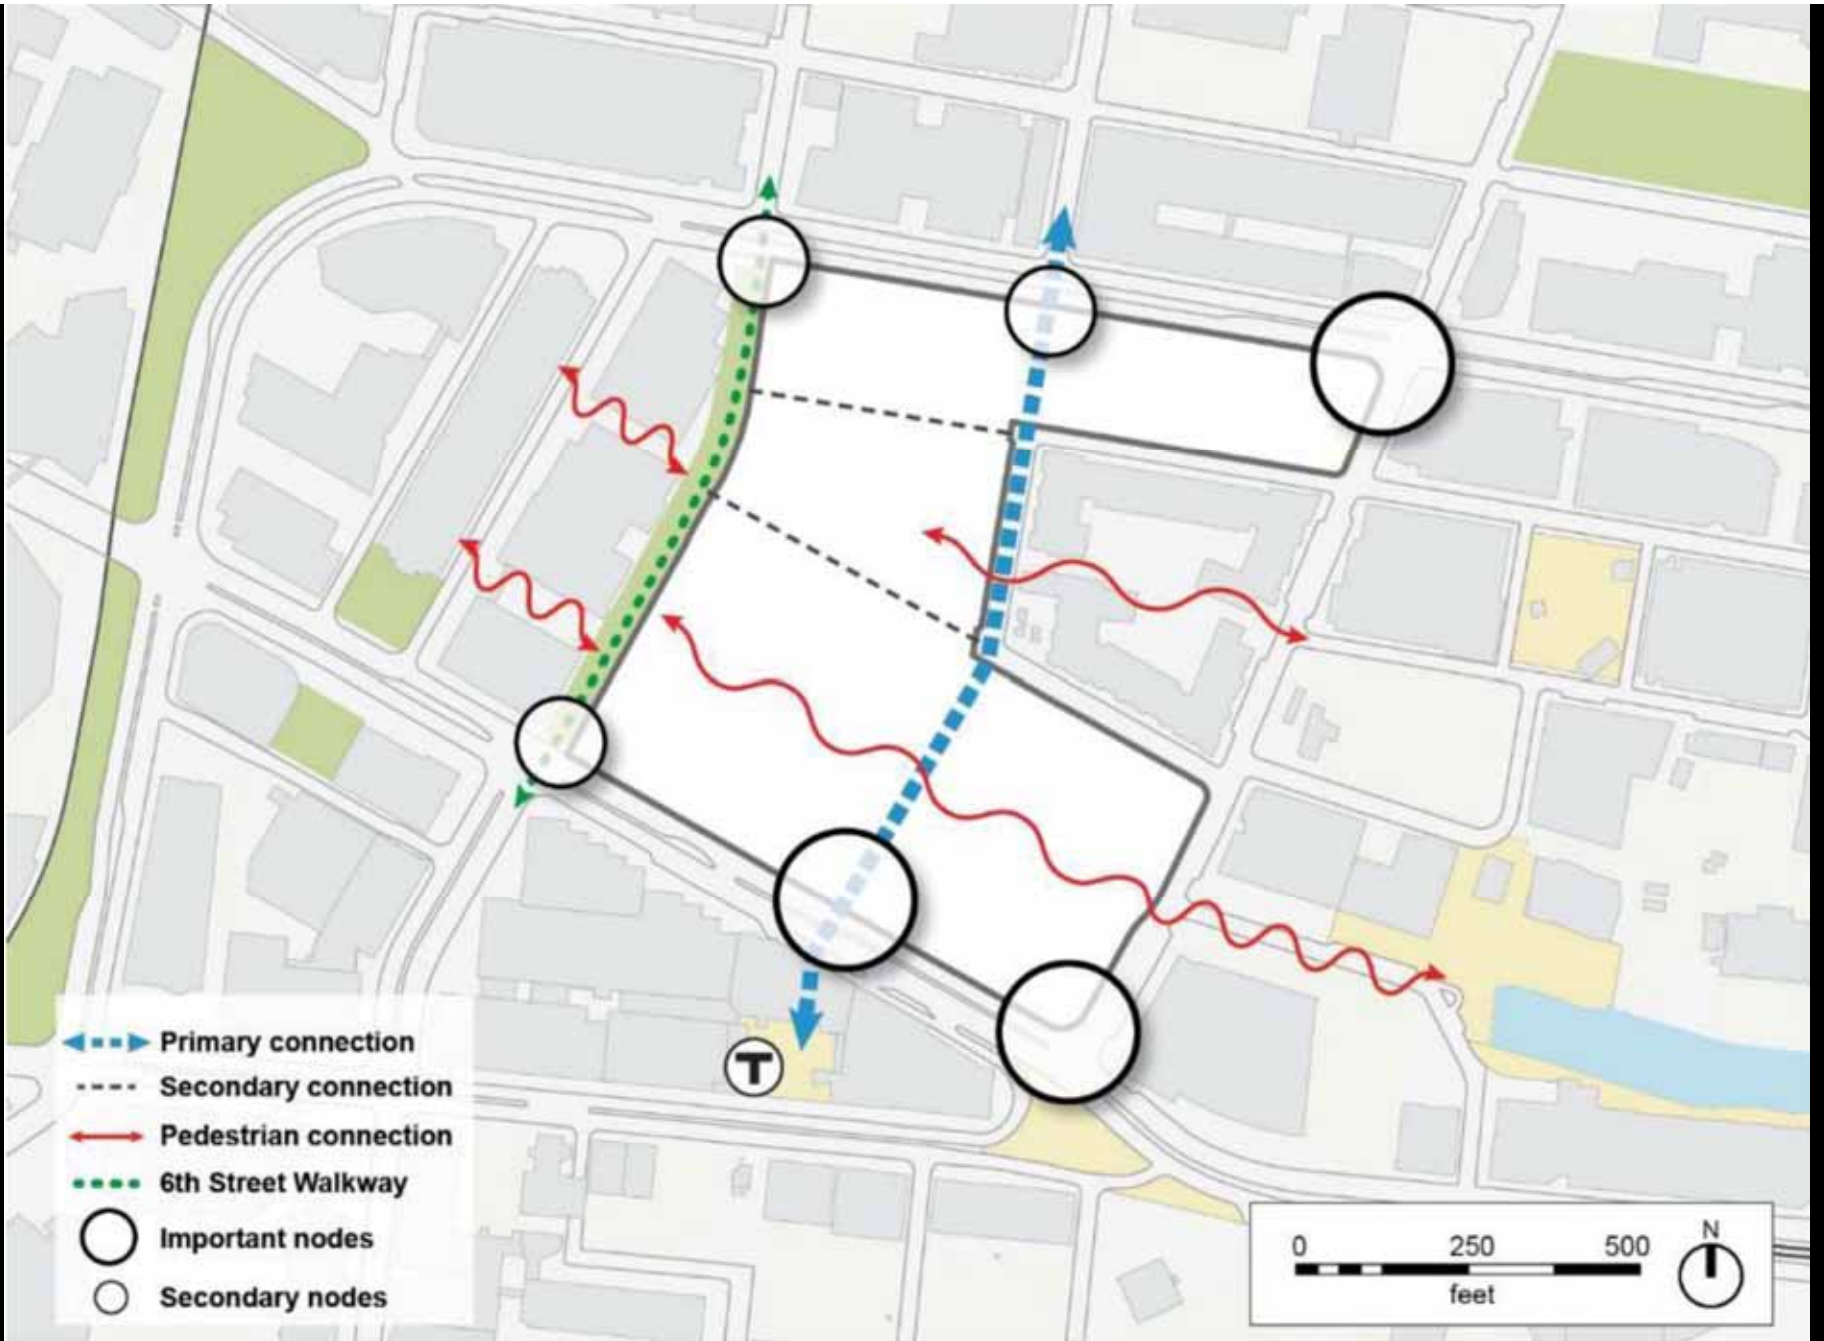 T
Primary connection
Secondary connection
Pedestrian connection
6th Street Walkway
Important nodes
Secondary nodes
0 250 500
feet
N